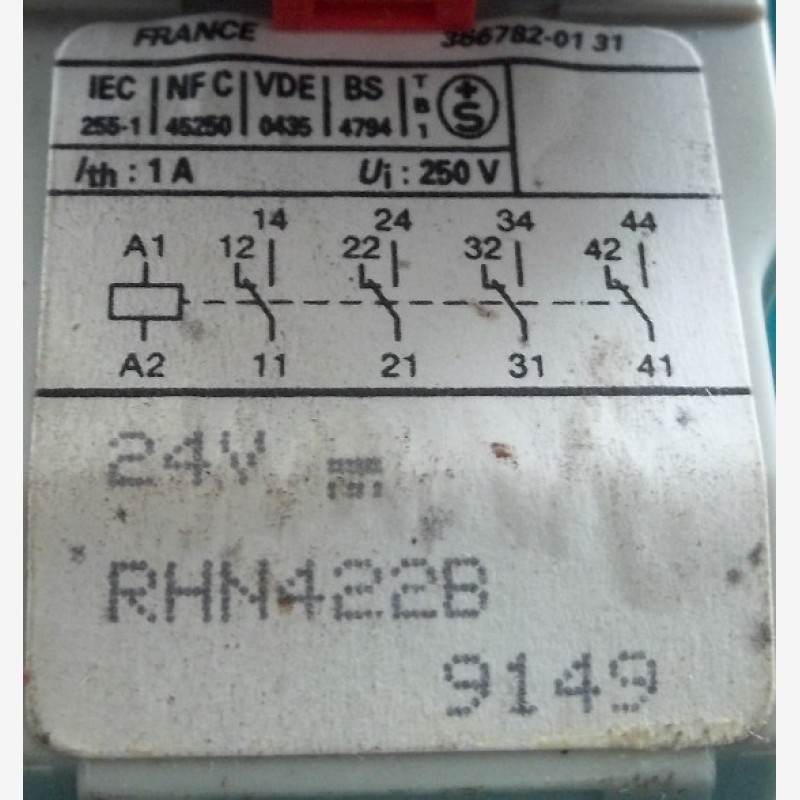 FRANCE 386782-01 31
IEC NF C VDE BS T
255-1 45250 0435 4794 B
1
+S
Ith : 1 A Ui : 250 V
14 24 34 44
A1 12 22 32 42
A2 11 21 31 41
24V
RHN422B
9149